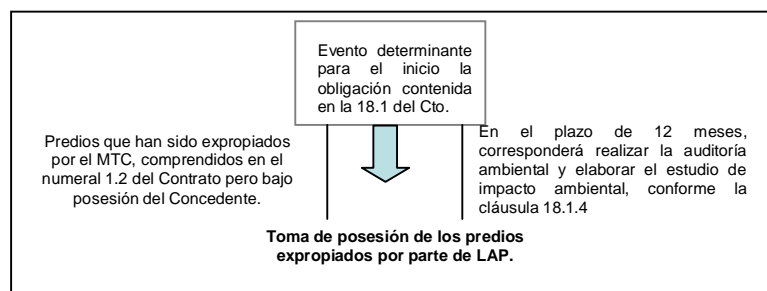 Evento determinante
para el inicio la
obligación contenida
en la 18.1 del Cto.
Predios que han sido expropiados
por el MTC, comprendidos en el
numeral 1.2 del Contrato pero bajo
posesión del Concedente.
En el plazo de 12 meses,
corresponderá realizar la auditoría
ambiental y elaborar el estudio de
impacto ambiental, conforme la
cláusula 18.1.4
Toma de posesión de los predios
expropiados por parte de LAP.